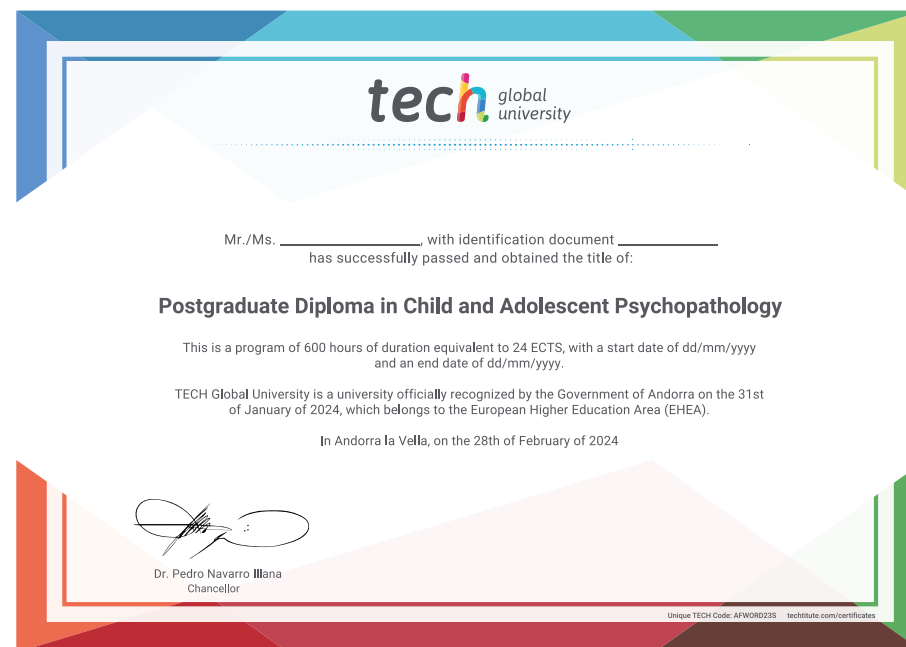 tech global university
Mr./Ms. ____________, with identification document ____________
has successfully passed and obtained the title of:
Postgraduate Diploma in Child and Adolescent Psychopathology
This is a program of 600 hours of duration equivalent to 24 ECTS, with a start date of dd/mm/yyyy
and an end date of dd/mm/yyyy.
TECH Global University is a university officially recognized by the Government of Andorra on the 31st
of January of 2024, which belongs to the European Higher Education Area (EHEA).
In Andorra la Vella, on the 28th of February of 2024
Dr. Pedro Navarro Illana
Chancellor
Unique TECH Code: AFWORD23S techtitute.com/certificates